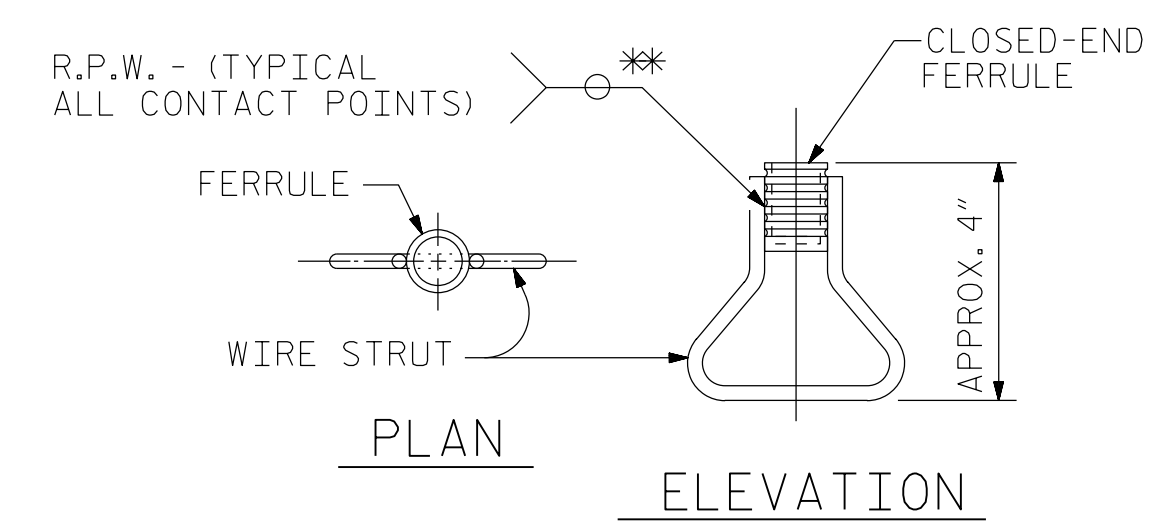 R.P.W. - (TYPICAL
ALL CONTACT POINTS)
**
CLOSED-END
FERRULE
FERRULE
WIRE STRUT
APPROX. 4"
PLAN
ELEVATION